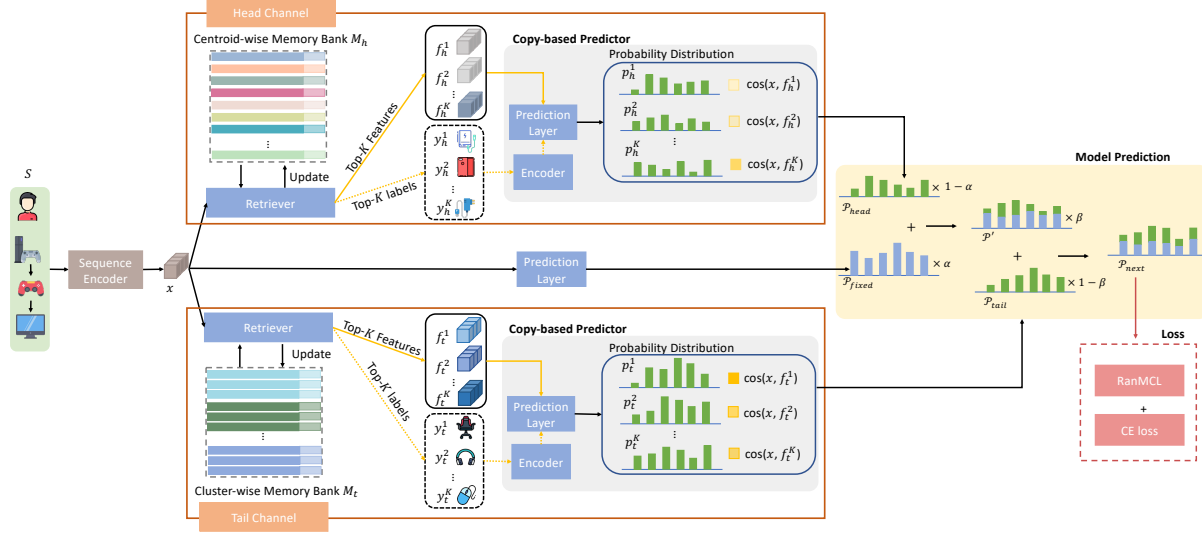 Head Channel
Centroid-wise Memory Bank M_h
⋮
Update
Retriever
Top-K Features
Top-K labels
f_h^1
f_h^2
⋮
f_h^K
y_h^1
y_h^2
⋮
y_h^K
Copy-based Predictor
Prediction
Layer
Encoder
Probability Distribution
p_h^1
cos(x, f_h^1)
p_h^2
cos(x, f_h^2)
⋮
p_h^K
cos(x, f_h^K)
S
Sequence
Encoder
x
Prediction
Layer
Model Prediction
𝒫_head
× 1 − α
+
𝒫_fixed
× α
𝒫′
× β
+
𝒫_tail
× 1 − β
𝒫_next
Loss
RanMCL
+
CE loss
Retriever
Update
⋮
Cluster-wise Memory Bank M_t
Tail Channel
Top-K Features
Top-K labels
f_t^1
f_t^2
⋮
f_t^K
y_t^1
y_t^2
⋮
y_t^K
Copy-based Predictor
Prediction
Layer
Encoder
Probability Distribution
p_t^1
cos(x, f_t^1)
p_t^2
cos(x, f_t^2)
⋮
p_t^K
cos(x, f_t^K)